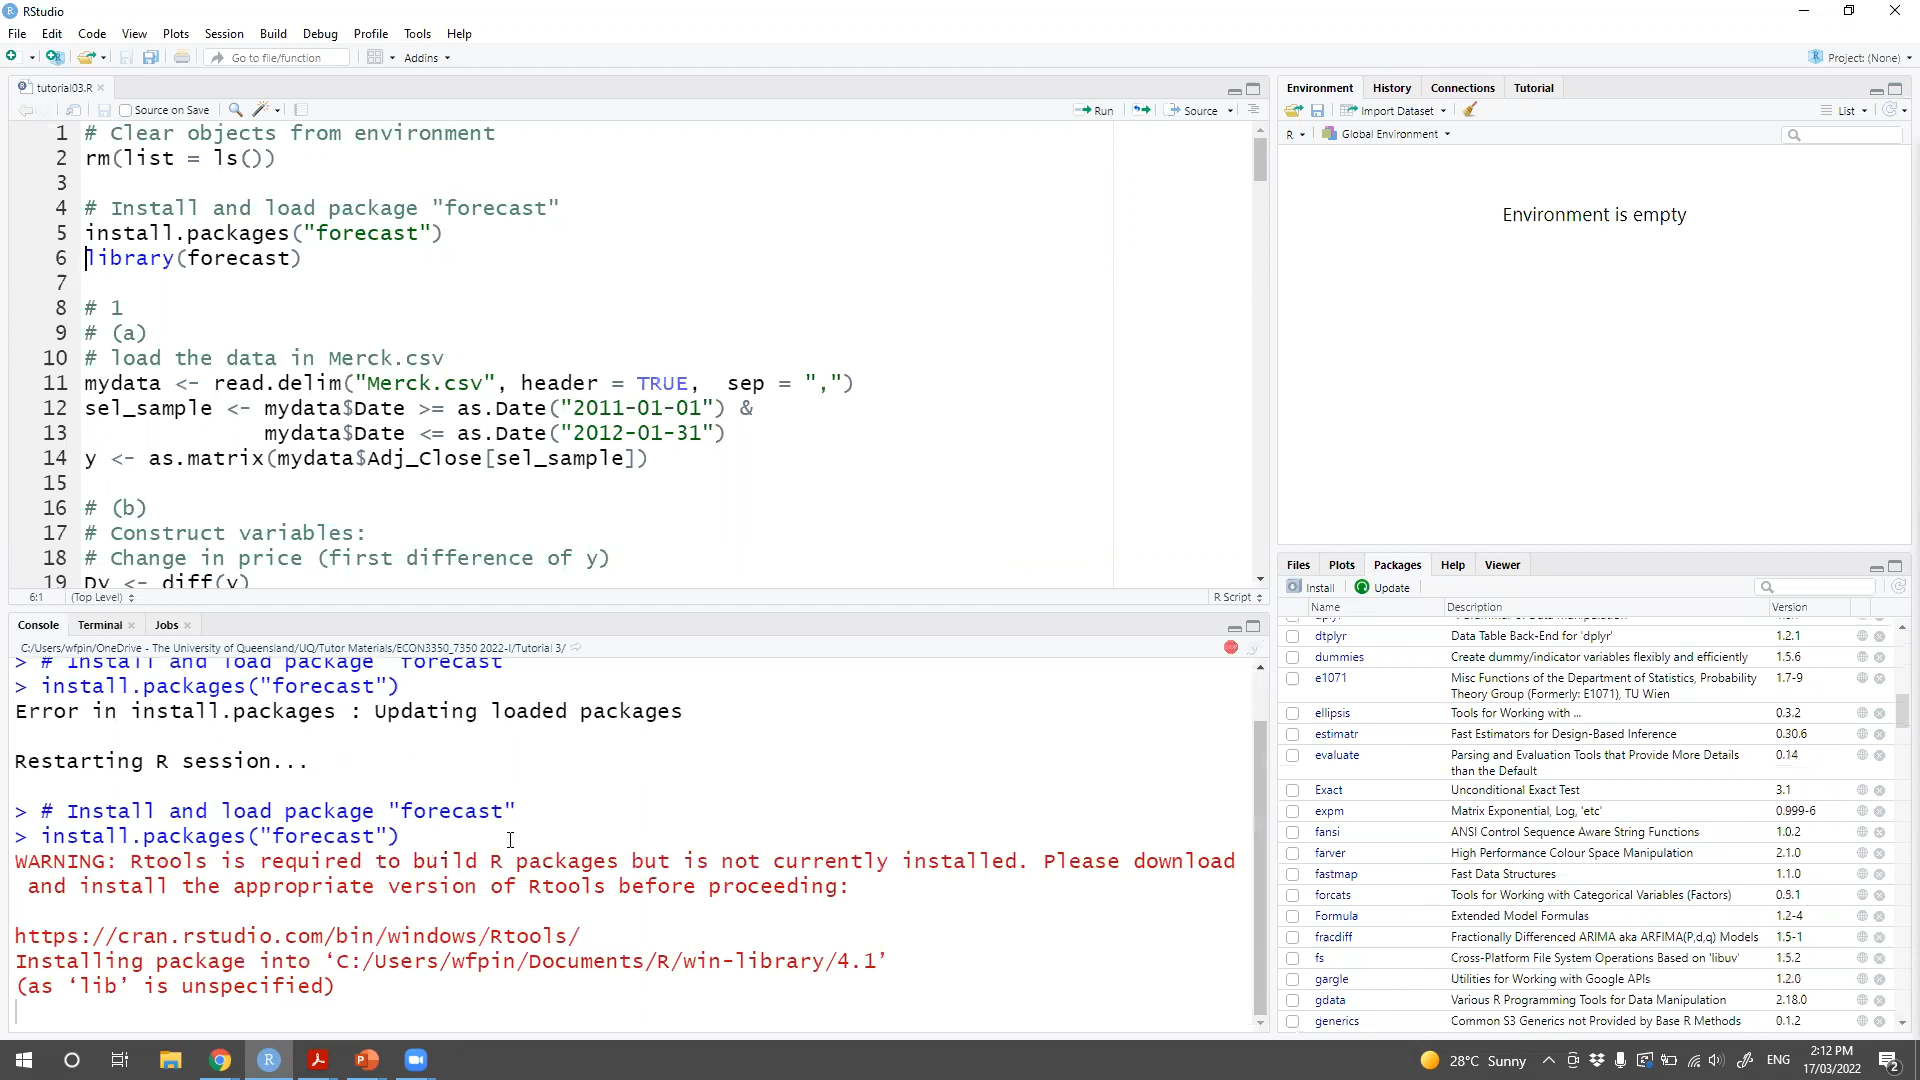 RStudio
File Edit Code View Plots Session Build Debug Profile Tools Help
Go to file/function Addins Project: (None)
tutorial03.R
Source on Save Run Source
1 # Clear objects from environment
2 rm(list = ls())
3
4 # Install and load package "forecast"
5 install.packages("forecast")
6 library(forecast)
7
8 # 1
9 # (a)
10 # load the data in Merck.csv
11 mydata <- read.delim("Merck.csv", header = TRUE, sep = ",")
12 sel_sample <- mydata$Date >= as.Date("2011-01-01") &
13 mydata$Date <= as.Date("2012-01-31")
14 y <- as.matrix(mydata$Adj_Close[sel_sample])
15
16 # (b)
17 # Construct variables:
18 # Change in price (first difference of y)
19 Dy <- diff(y)
6:1 (Top Level) R Script
Console Terminal Jobs
C:/Users/wfpin/OneDrive - The University of Queensland/UQ/Tutor Materials/ECON3350_7350 2022-I/Tutorial 3/
> # Install and load package "forecast"
> install.packages("forecast")
Error in install.packages : Updating loaded packages
Restarting R session...
> # Install and load package "forecast"
> install.packages("forecast")
WARNING: Rtools is required to build R packages but is not currently installed. Please download
and install the appropriate version of Rtools before proceeding:
https://cran.rstudio.com/bin/windows/Rtools/
Installing package into ‘C:/Users/wfpin/Documents/R/win-library/4.1’
(as ‘lib’ is unspecified)
Environment History Connections Tutorial
Import Dataset List
R Global Environment
Environment is empty
Files Plots Packages Help Viewer
Install Update
Name Description Version
dtplyr Data Table Back-End for 'dplyr' 1.2.1
dummies Create dummy/indicator variables flexibly and efficiently 1.5.6
e1071 Misc Functions of the Department of Statistics, Probability 1.7-9
Theory Group (Formerly: E1071), TU Wien
ellipsis Tools for Working with ... 0.3.2
estimatr Fast Estimators for Design-Based Inference 0.30.6
evaluate Parsing and Evaluation Tools that Provide More Details 0.14
than the Default
Exact Unconditional Exact Test 3.1
expm Matrix Exponential, Log, 'etc' 0.999-6
fansi ANSI Control Sequence Aware String Functions 1.0.2
farver High Performance Colour Space Manipulation 2.1.0
fastmap Fast Data Structures 1.1.0
forcats Tools for Working with Categorical Variables (Factors) 0.5.1
Formula Extended Model Formulas 1.2-4
fracdiff Fractionally Differenced ARIMA aka ARFIMA(P,d,q) Models 1.5-1
fs Cross-Platform File System Operations Based on 'libuv' 1.5.2
gargle Utilities for Working with Google APIs 1.2.0
gdata Various R Programming Tools for Data Manipulation 2.18.0
generics Common S3 Generics not Provided by Base R Methods 0.1.2
28°C Sunny ENG 2:12 PM
17/03/2022